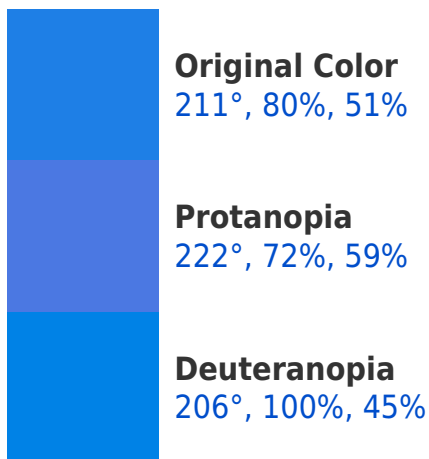 Original Color
211°, 80%, 51%
Protanopia
222°, 72%, 59%
Deuteranopia
206°, 100%, 45%